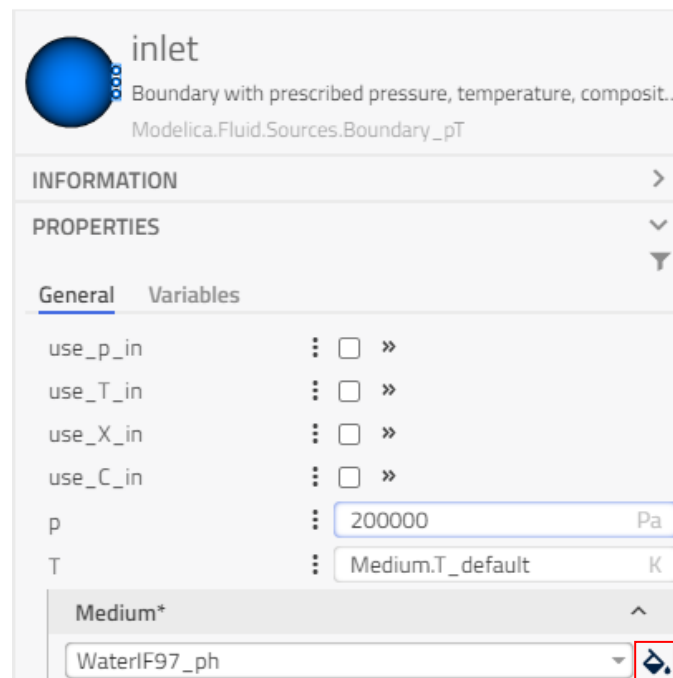 inlet
Boundary with prescribed pressure, temperature, composit..
Modelica.Fluid.Sources.Boundary_pT
INFORMATION
PROPERTIES
General Variables
use_p_in
use_T_in
use_X_in
use_C_in
p 200000 Pa
T Medium.T_default K
Medium*
WaterIF97_ph